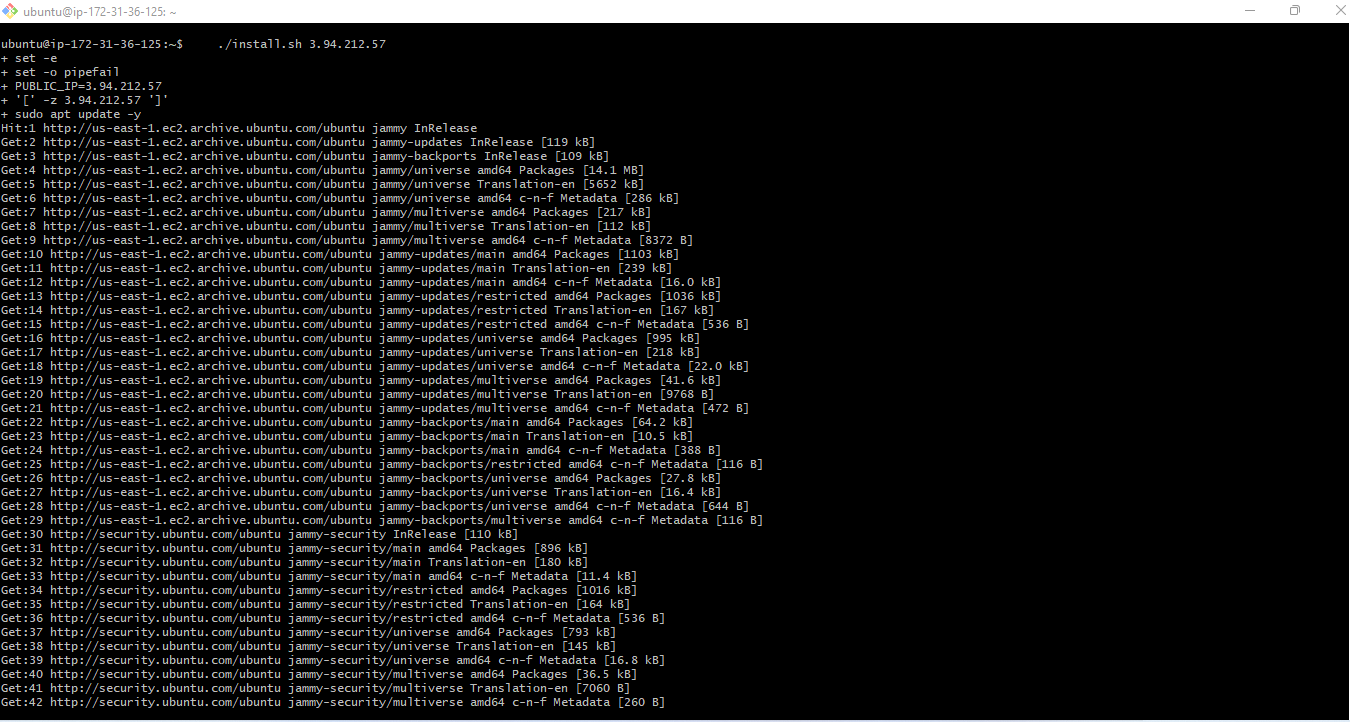 ubuntu@ip-172-31-36-125: ~
ubuntu@ip-172-31-36-125:~$     ./install.sh 3.94.212.57
+ set -e
+ set -o pipefail
+ PUBLIC_IP=3.94.212.57
+ '[' -z 3.94.212.57 ']'
+ sudo apt update -y
Hit:1 http://us-east-1.ec2.archive.ubuntu.com/ubuntu jammy InRelease
Get:2 http://us-east-1.ec2.archive.ubuntu.com/ubuntu jammy-updates InRelease [119 kB]
Get:3 http://us-east-1.ec2.archive.ubuntu.com/ubuntu jammy-backports InRelease [109 kB]
Get:4 http://us-east-1.ec2.archive.ubuntu.com/ubuntu jammy/universe amd64 Packages [14.1 MB]
Get:5 http://us-east-1.ec2.archive.ubuntu.com/ubuntu jammy/universe Translation-en [5652 kB]
Get:6 http://us-east-1.ec2.archive.ubuntu.com/ubuntu jammy/universe amd64 c-n-f Metadata [286 kB]
Get:7 http://us-east-1.ec2.archive.ubuntu.com/ubuntu jammy/multiverse amd64 Packages [217 kB]
Get:8 http://us-east-1.ec2.archive.ubuntu.com/ubuntu jammy/multiverse Translation-en [112 kB]
Get:9 http://us-east-1.ec2.archive.ubuntu.com/ubuntu jammy/multiverse amd64 c-n-f Metadata [8372 B]
Get:10 http://us-east-1.ec2.archive.ubuntu.com/ubuntu jammy-updates/main amd64 Packages [1103 kB]
Get:11 http://us-east-1.ec2.archive.ubuntu.com/ubuntu jammy-updates/main Translation-en [239 kB]
Get:12 http://us-east-1.ec2.archive.ubuntu.com/ubuntu jammy-updates/main amd64 c-n-f Metadata [16.0 kB]
Get:13 http://us-east-1.ec2.archive.ubuntu.com/ubuntu jammy-updates/restricted amd64 Packages [1036 kB]
Get:14 http://us-east-1.ec2.archive.ubuntu.com/ubuntu jammy-updates/restricted Translation-en [167 kB]
Get:15 http://us-east-1.ec2.archive.ubuntu.com/ubuntu jammy-updates/restricted amd64 c-n-f Metadata [536 B]
Get:16 http://us-east-1.ec2.archive.ubuntu.com/ubuntu jammy-updates/universe amd64 Packages [995 kB]
Get:17 http://us-east-1.ec2.archive.ubuntu.com/ubuntu jammy-updates/universe Translation-en [218 kB]
Get:18 http://us-east-1.ec2.archive.ubuntu.com/ubuntu jammy-updates/universe amd64 c-n-f Metadata [22.0 kB]
Get:19 http://us-east-1.ec2.archive.ubuntu.com/ubuntu jammy-updates/multiverse amd64 Packages [41.6 kB]
Get:20 http://us-east-1.ec2.archive.ubuntu.com/ubuntu jammy-updates/multiverse Translation-en [9768 B]
Get:21 http://us-east-1.ec2.archive.ubuntu.com/ubuntu jammy-updates/multiverse amd64 c-n-f Metadata [472 B]
Get:22 http://us-east-1.ec2.archive.ubuntu.com/ubuntu jammy-backports/main amd64 Packages [64.2 kB]
Get:23 http://us-east-1.ec2.archive.ubuntu.com/ubuntu jammy-backports/main Translation-en [10.5 kB]
Get:24 http://us-east-1.ec2.archive.ubuntu.com/ubuntu jammy-backports/main amd64 c-n-f Metadata [388 B]
Get:25 http://us-east-1.ec2.archive.ubuntu.com/ubuntu jammy-backports/restricted amd64 c-n-f Metadata [116 B]
Get:26 http://us-east-1.ec2.archive.ubuntu.com/ubuntu jammy-backports/universe amd64 Packages [27.8 kB]
Get:27 http://us-east-1.ec2.archive.ubuntu.com/ubuntu jammy-backports/universe Translation-en [16.4 kB]
Get:28 http://us-east-1.ec2.archive.ubuntu.com/ubuntu jammy-backports/universe amd64 c-n-f Metadata [644 B]
Get:29 http://us-east-1.ec2.archive.ubuntu.com/ubuntu jammy-backports/multiverse amd64 c-n-f Metadata [116 B]
Get:30 http://security.ubuntu.com/ubuntu jammy-security InRelease [110 kB]
Get:31 http://security.ubuntu.com/ubuntu jammy-security/main amd64 Packages [896 kB]
Get:32 http://security.ubuntu.com/ubuntu jammy-security/main Translation-en [180 kB]
Get:33 http://security.ubuntu.com/ubuntu jammy-security/main amd64 c-n-f Metadata [11.4 kB]
Get:34 http://security.ubuntu.com/ubuntu jammy-security/restricted amd64 Packages [1016 kB]
Get:35 http://security.ubuntu.com/ubuntu jammy-security/restricted Translation-en [164 kB]
Get:36 http://security.ubuntu.com/ubuntu jammy-security/restricted amd64 c-n-f Metadata [536 B]
Get:37 http://security.ubuntu.com/ubuntu jammy-security/universe amd64 Packages [793 kB]
Get:38 http://security.ubuntu.com/ubuntu jammy-security/universe Translation-en [145 kB]
Get:39 http://security.ubuntu.com/ubuntu jammy-security/universe amd64 c-n-f Metadata [16.8 kB]
Get:40 http://security.ubuntu.com/ubuntu jammy-security/multiverse amd64 Packages [36.5 kB]
Get:41 http://security.ubuntu.com/ubuntu jammy-security/multiverse Translation-en [7060 B]
Get:42 http://security.ubuntu.com/ubuntu jammy-security/multiverse amd64 c-n-f Metadata [260 B]